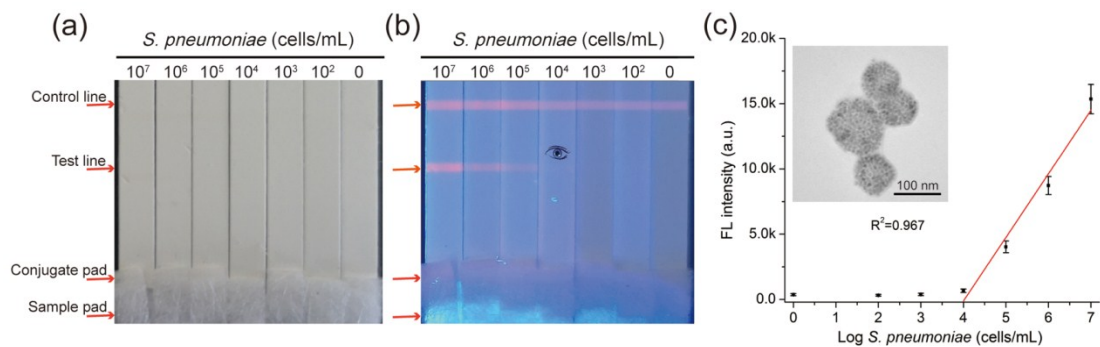 (a)
S. pneumoniae (cells/mL)
10⁷ 10⁶ 10⁵ 10⁴ 10³ 10² 0
Control line
Test line
Conjugate pad
Sample pad
(b)
S. pneumoniae (cells/mL)
10⁷ 10⁶ 10⁵ 10⁴ 10³ 10² 0
(c)
20.0k
15.0k
10.0k
5.0k
0.0
FL intensity (a.u.)
100 nm
R²=0.967
0 1 2 3 4 5 6 7
Log S. pneumoniae (cells/mL)